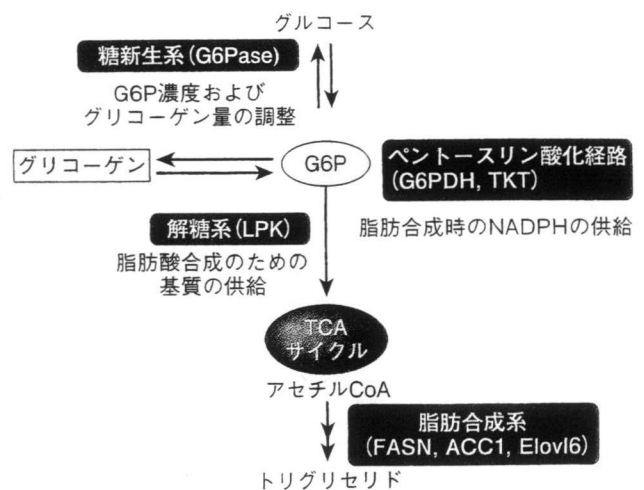 グルコース
糖新生系(G6Pase)
G6P濃度および
グリコーゲン量の調整
グリコーゲン
G6P
ペントースリン酸化経路
(G6PDH, TKT)
脂肪合成時のNADPHの供給
解糖系(LPK)
脂肪酸合成のための
基質の供給
TCA
サイクル
アセチルCoA
脂肪合成系
(FASN, ACC1, Elovl6)
トリグリセリド